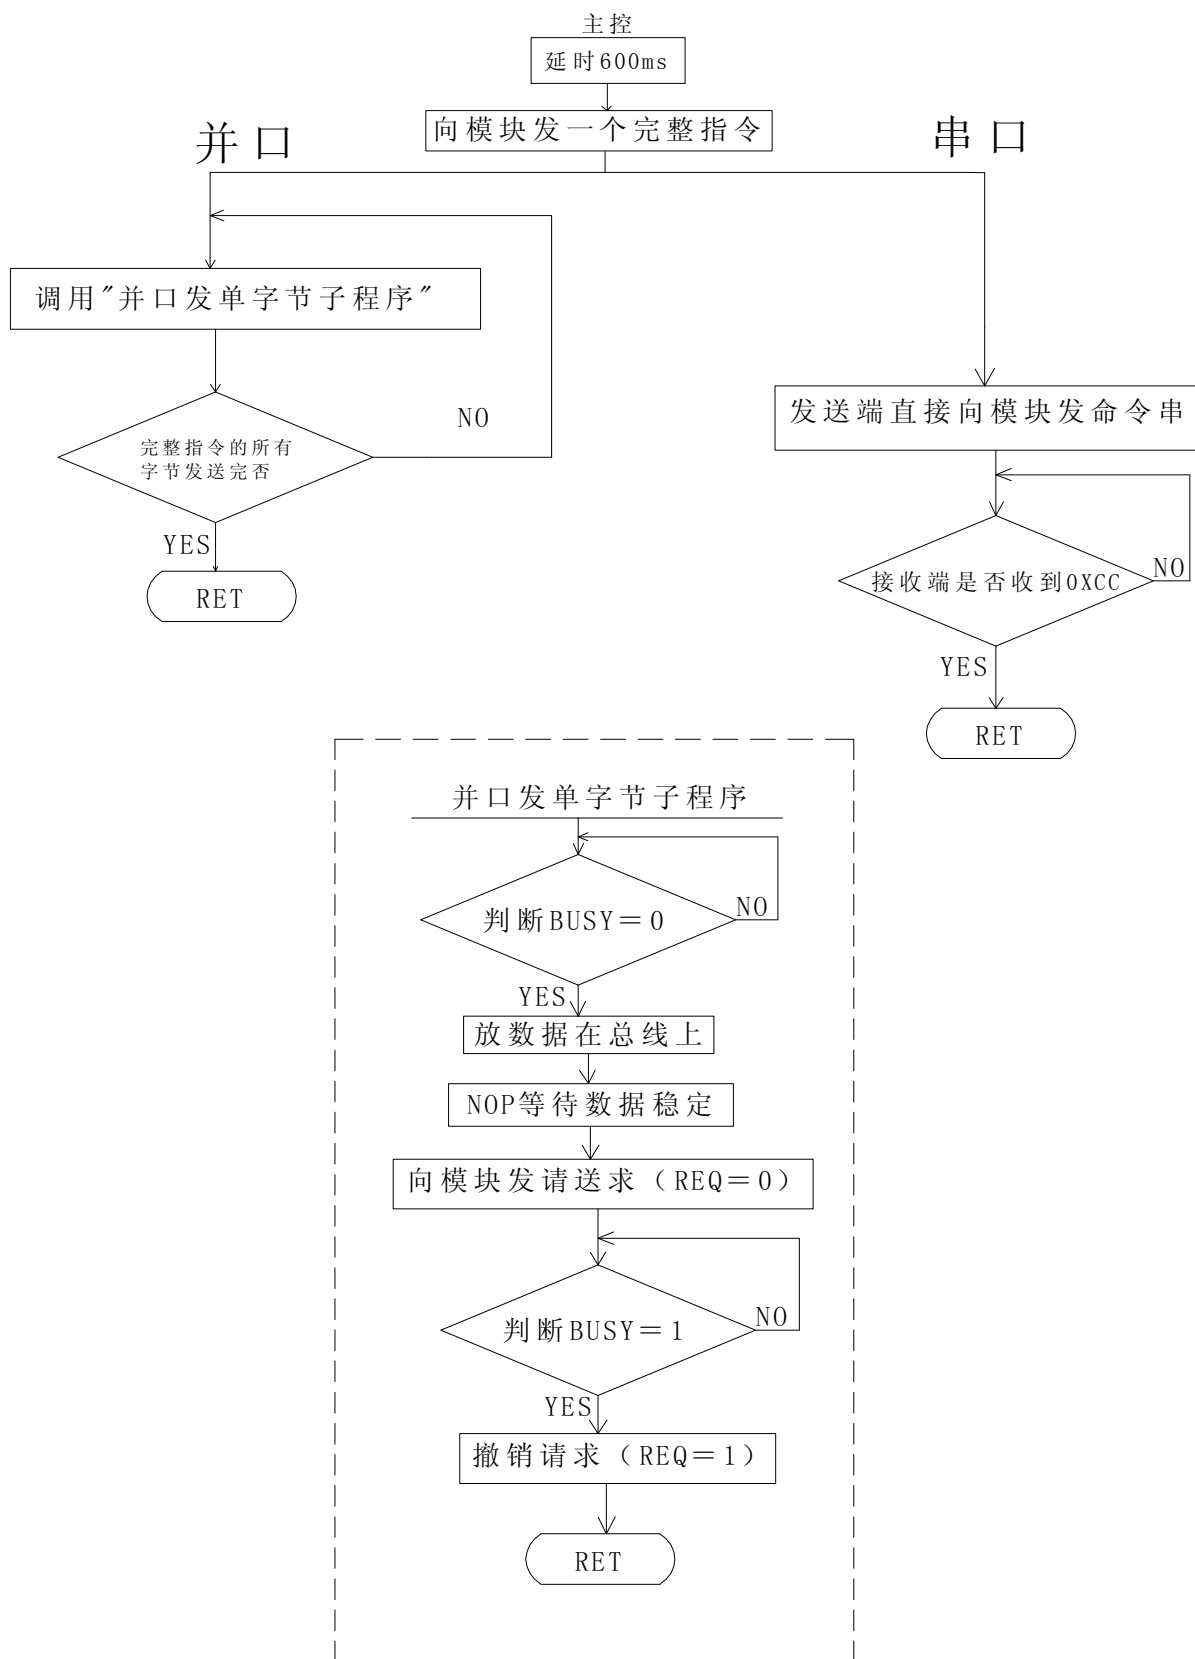 主控
延时600ms
向模块发一个完整指令
并口
串口
调用"并口发单字节子程序"
NO
完整指令的所有
字节发送完否
YES
RET
发送端直接向模块发命令串
接收端是否收到0XCC
NO
YES
RET
并口发单字节子程序
判断BUSY=0
NO
YES
放数据在总线上
NOP等待数据稳定
向模块发请送求（REQ=0）
判断BUSY=1
NO
YES
撤销请求（REQ=1）
RET